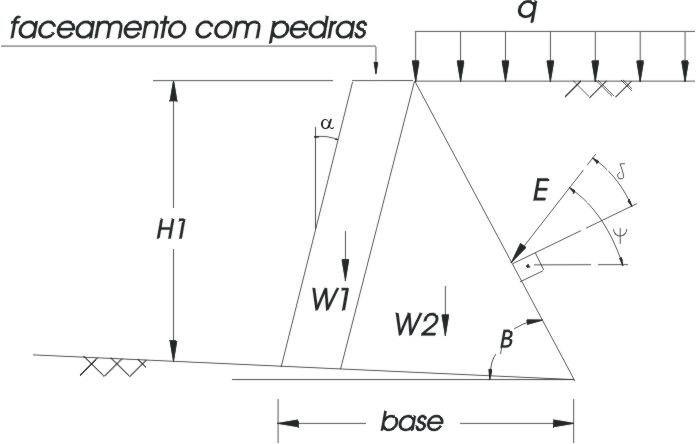 q
faceamento com pedras
α
δ
E
ψ
H1
W1
W2
B
base